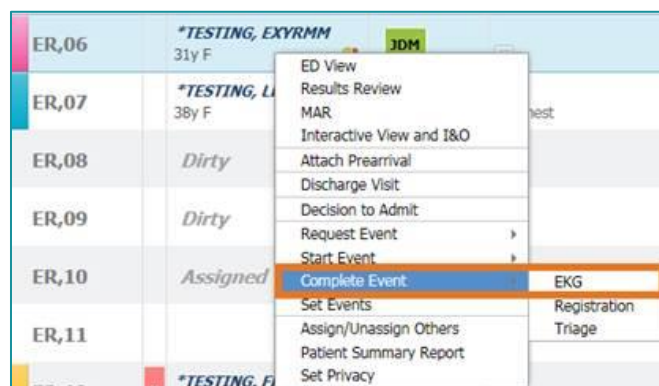 ER,06
*TESTING, EXYRMM
31y F
JDM
ER,07
*TESTING,
38y F
ER,08
Dirty
ER,09
Dirty
ER,10
Assigned
ER,11
*TESTING,
ED View
Results Review
MAR
Interactive View and I&O
Attach Prearrival
Discharge Visit
Decision to Admit
Request Event
Start Event
Complete Event
Set Events
Assign/Unassign Others
Patient Summary Report
Set Privacy
EKG
Registration
Triage